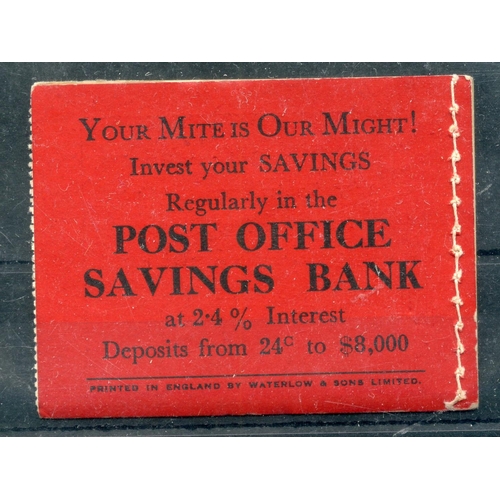 YOUR MITE IS OUR MIGHT!
Invest your SAVINGS
Regularly in the
POST OFFICE
SAVINGS BANK
at 2·4 % Interest
Deposits from 24ᶜ to $8,000
PRINTED IN ENGLAND BY WATERLOW & SONS LIMITED.